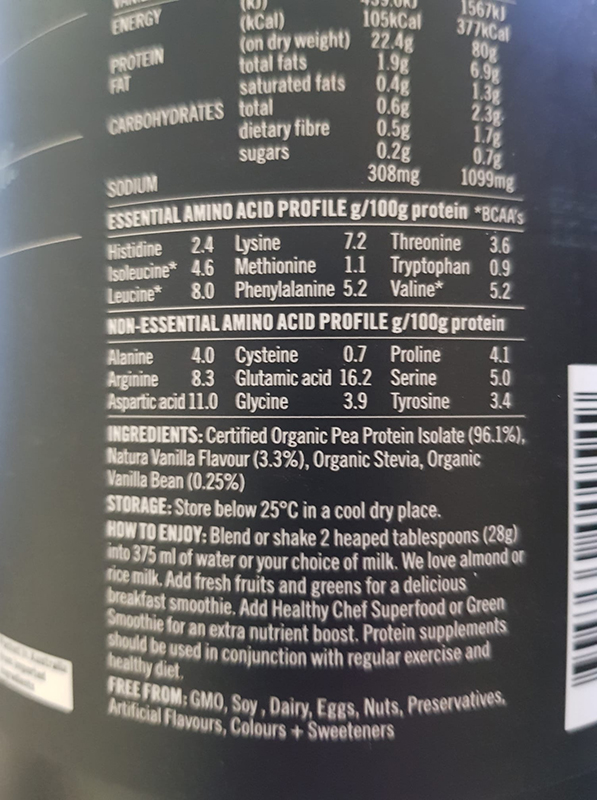 ENERGY (kJ) 1567kJ
(kCal) 105kCal 377kCal
PROTEIN (on dry weight) 22.4g 80g
FAT total fats 1.9g 6.9g
saturated fats 0.4g 1.3g
CARBOHYDRATES total 0.6g 2.3g
dietary fibre 0.5g 1.7g
sugars 0.2g 0.7g
SODIUM 308mg 1099mg
ESSENTIAL AMINO ACID PROFILE g/100g protein *BCAA's
Histidine 2.4 Lysine 7.2 Threonine 3.6
Isoleucine* 4.6 Methionine 1.1 Tryptophan 0.9
Leucine* 8.0 Phenylalanine 5.2 Valine* 5.2
NON-ESSENTIAL AMINO ACID PROFILE g/100g protein
Alanine 4.0 Cysteine 0.7 Proline 4.1
Arginine 8.3 Glutamic acid 16.2 Serine 5.0
Aspartic acid 11.0 Glycine 3.9 Tyrosine 3.4
INGREDIENTS: Certified Organic Pea Protein Isolate (96.1%),
Natura Vanilla Flavour (3.3%), Organic Stevia, Organic
Vanilla Bean (0.25%)
STORAGE: Store below 25°C in a cool dry place.
HOW TO ENJOY: Blend or shake 2 heaped tablespoons (28g)
into 375 ml of water or your choice of milk. We love almond or
rice milk. Add fresh fruits and greens for a delicious
breakfast smoothie. Add Healthy Chef Superfood or Green
Smoothie for an extra nutrient boost. Protein supplements
should be used in conjunction with regular exercise and
healthy diet.
FREE FROM: GMO, Soy, Dairy, Eggs, Nuts, Preservatives,
Artificial Flavours, Colours + Sweeteners